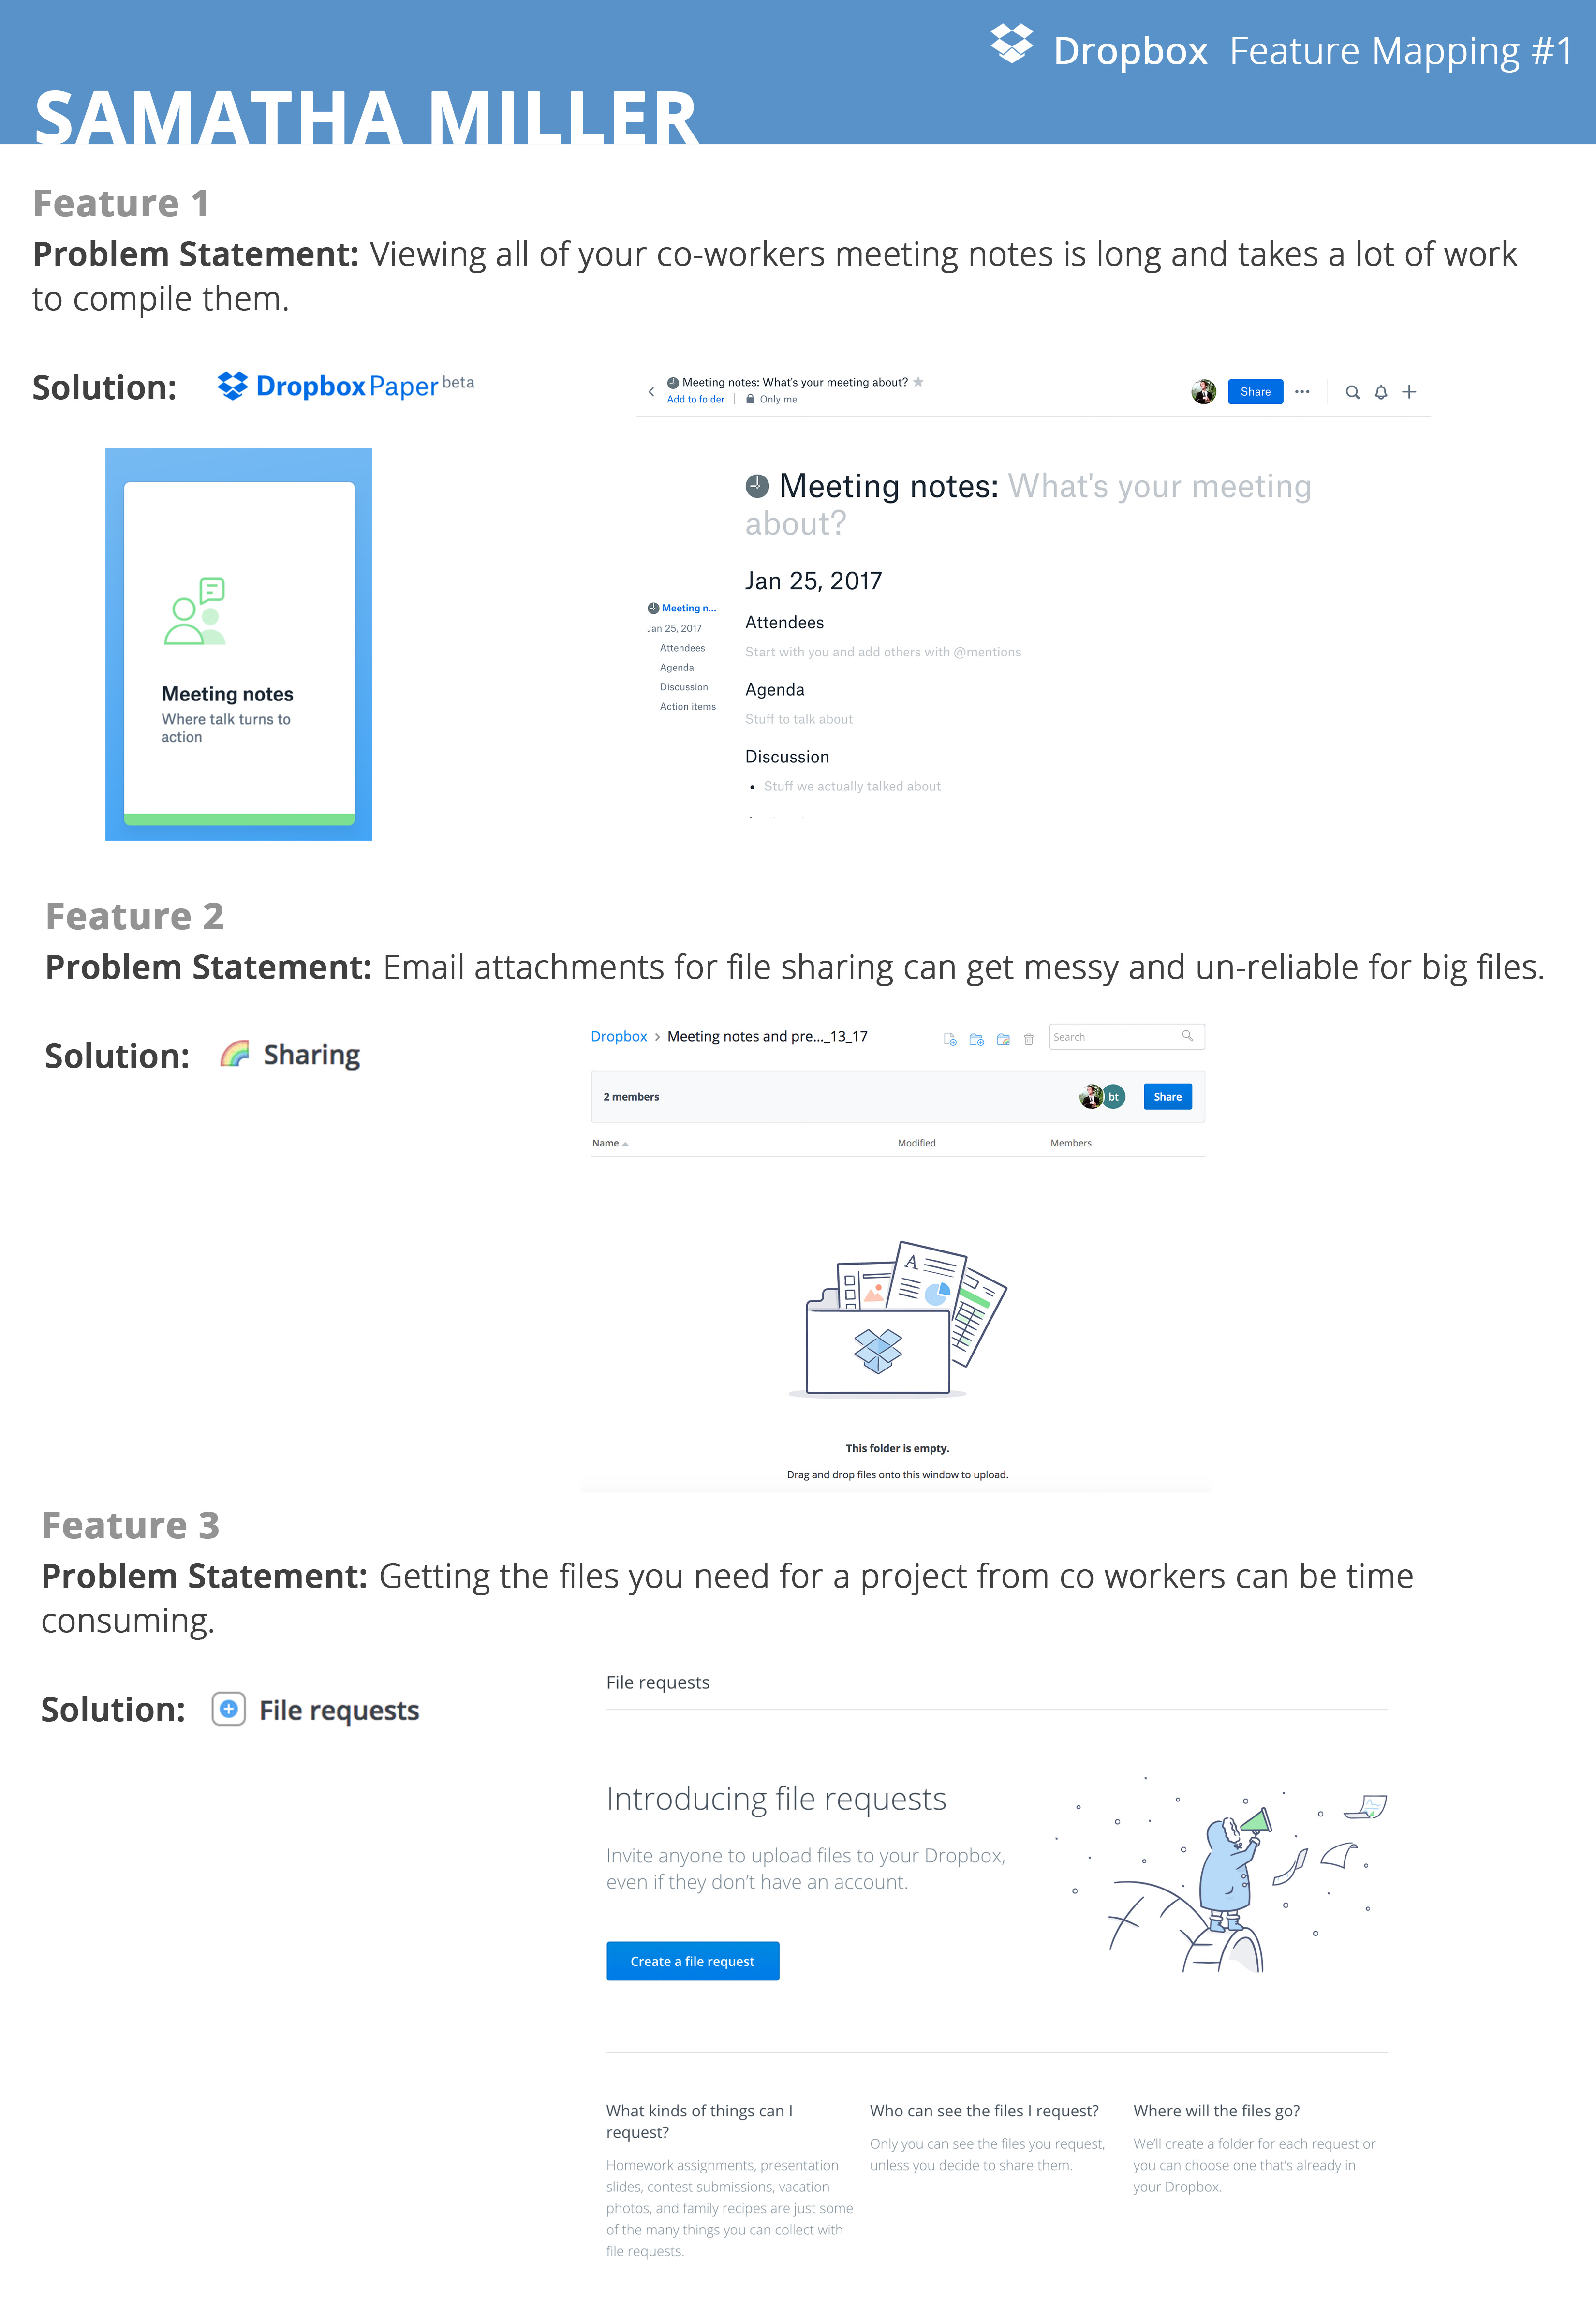 Dropbox Feature Mapping #1
SAMATHA MILLER
Feature 1
Problem Statement: Viewing all of your co-workers meeting notes is long and takes a lot of work
to compile them.
Solution:
Dropbox Paper beta
Meeting notes
Where talk turns to
action
Meeting notes: What's your meeting about?
Add to folder
Only me
Share
Meeting notes: What's your meeting
about?
Jan 25, 2017
Attendees
Start with you and add others with @mentions
Agenda
Stuff to talk about
Discussion
• Stuff we actually talked about
Meeting n...
Jan 25, 2017
Attendees
Agenda
Discussion
Action items
Feature 2
Problem Statement: Email attachments for file sharing can get messy and un-reliable for big files.
Solution:
Sharing
Dropbox > Meeting notes and pre..._13_17
Search
2 members
bt
Share
Name
Modified
Members
A
This folder is empty.
Drag and drop files onto this window to upload.
Feature 3
Problem Statement: Getting the files you need for a project from co workers can be time
consuming.
Solution:
File requests
File requests
Introducing file requests
Invite anyone to upload files to your Dropbox,
even if they don't have an account.
Create a file request
What kinds of things can I
request?
Homework assignments, presentation
slides, contest submissions, vacation
photos, and family recipes are just some
of the many things you can collect with
file requests.
Who can see the files I request?
Only you can see the files you request,
unless you decide to share them.
Where will the files go?
We'll create a folder for each request or
you can choose one that's already in
your Dropbox.